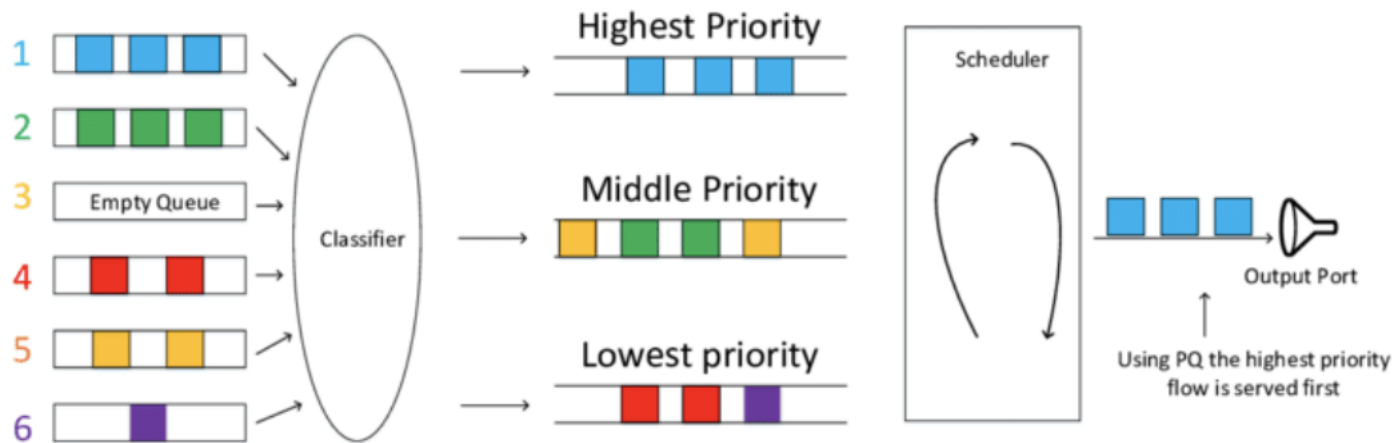 1
2
3
4
5
6
Empty Queue
Classifier
Highest Priority
Middle Priority
Lowest priority
Scheduler
Output Port
Using PQ the highest priority
flow is served first